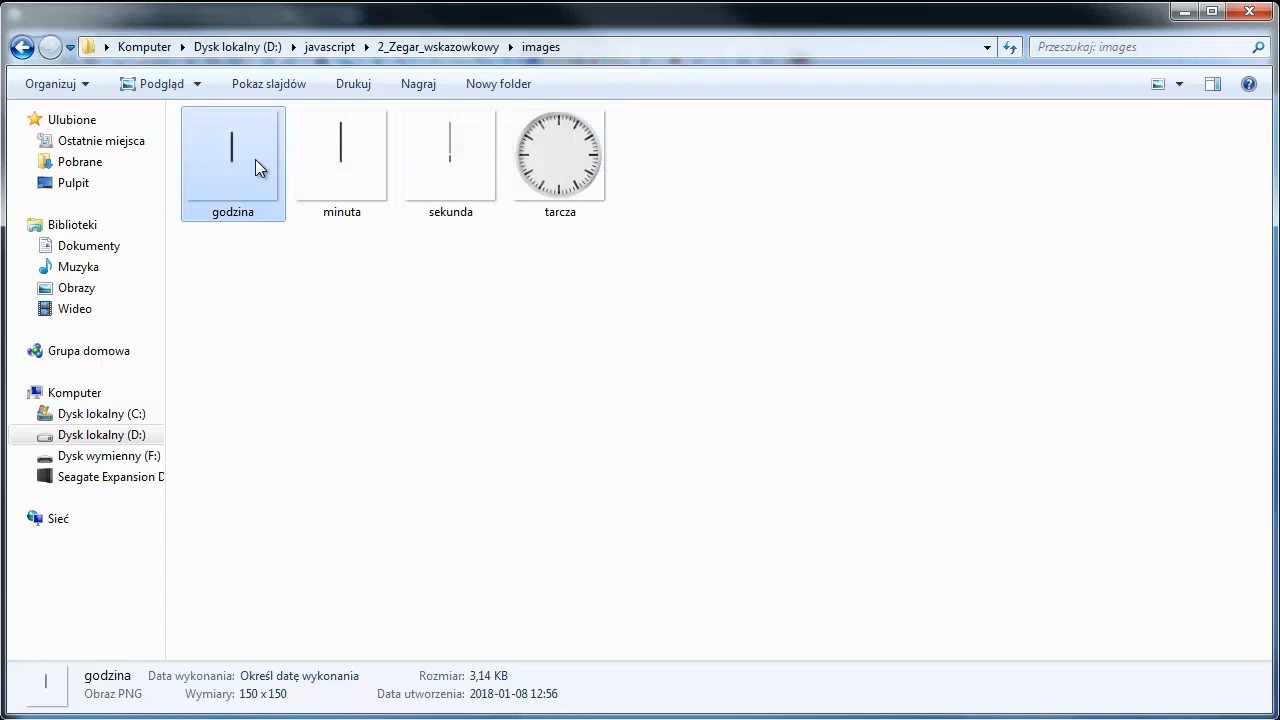 Komputer
Dysk lokalny (D:)
javascript
2_Zegar_wskazowkowy
images
Przeszukaj: images
Organizuj
Podgląd
Pokaz slajdów
Drukuj
Nagraj
Nowy folder
Ulubione
Ostatnie miejsca
Pobrane
Pulpit
Biblioteki
Dokumenty
Muzyka
Obrazy
Wideo
Grupa domowa
Komputer
Dysk lokalny (C:)
Dysk lokalny (D:)
Dysk wymienny (F:)
Seagate Expansion D
Sieć
godzina
minuta
sekunda
tarcza
godzina Data wykonania: Określ datę wykonania Rozmiar: 3,14 KB
Obraz PNG Wymiary: 150 x 150 Data utworzenia: 2018-01-08 12:56